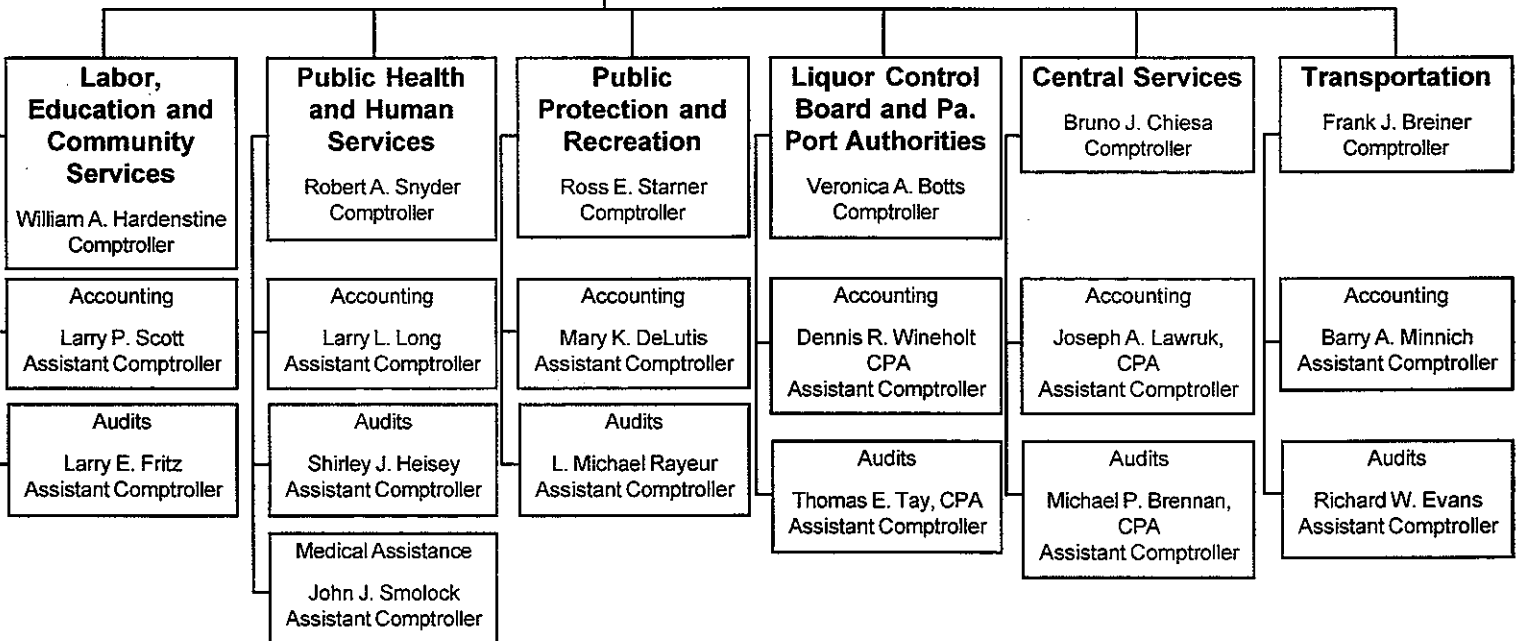 Labor,
Education and
Community
Services
William A. Hardenstine
Comptroller
Accounting
Larry P. Scott
Assistant Comptroller
Audits
Larry E. Fritz
Assistant Comptroller
Public Health
and Human
Services
Robert A. Snyder
Comptroller
Accounting
Larry L. Long
Assistant Comptroller
Audits
Shirley J. Heisey
Assistant Comptroller
Medical Assistance
John J. Smolock
Assistant Comptroller
Public
Protection and
Recreation
Ross E. Starner
Comptroller
Accounting
Mary K. DeLutis
Assistant Comptroller
Audits
L. Michael Rayeur
Assistant Comptroller
Liquor Control
Board and Pa.
Port Authorities
Veronica A. Botts
Comptroller
Accounting
Dennis R. Wineholt
CPA
Assistant Comptroller
Audits
Thomas E. Tay, CPA
Assistant Comptroller
Central Services
Bruno J. Chiesa
Comptroller
Accounting
Joseph A. Lawruk,
CPA
Assistant Comptroller
Audits
Michael P. Brennan,
CPA
Assistant Comptroller
Transportation
Frank J. Breiner
Comptroller
Accounting
Barry A. Minnich
Assistant Comptroller
Audits
Richard W. Evans
Assistant Comptroller